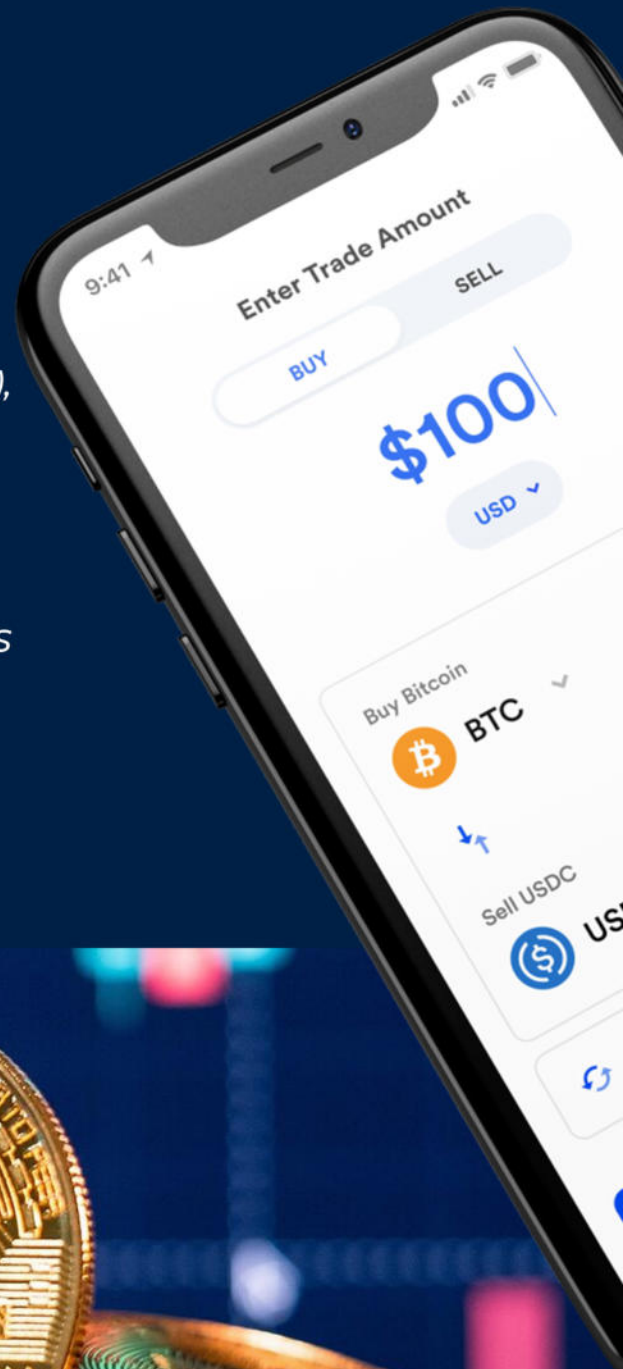 9:41
Enter Trade Amount
BUY
SELL
$100
USD
),
s
Buy Bitcoin
BTC
Sell USDC